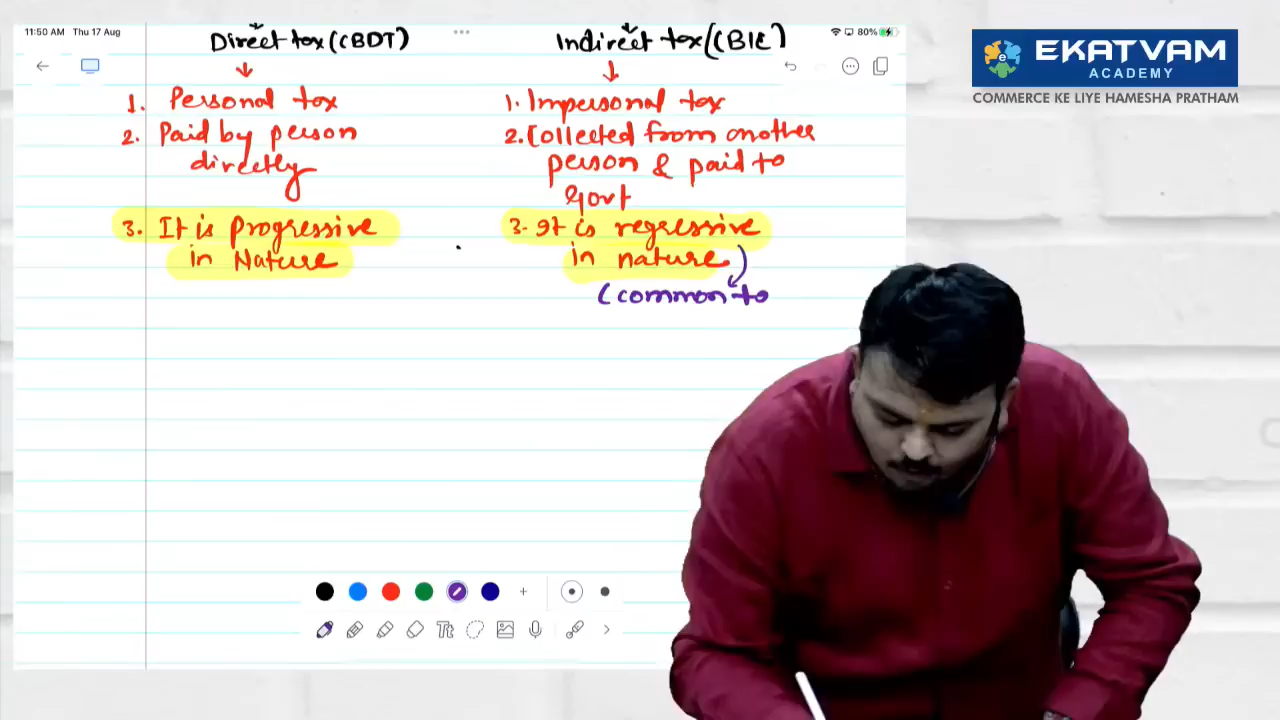 11:50 AM Thu 17 Aug
80%
Direct tax (CBDT)
1. Personal tax
2. Paid by person
directly
3. It is progressive
in Nature
Indirect tax (CBIC)
1. Impersonal tax
2. Collected from another
person & paid to
Govt
3. It is regressive
in nature
(common to
Tt
EKATVAM
ACADEMY
COMMERCE KE LIYE HAMESHA PRATHAM